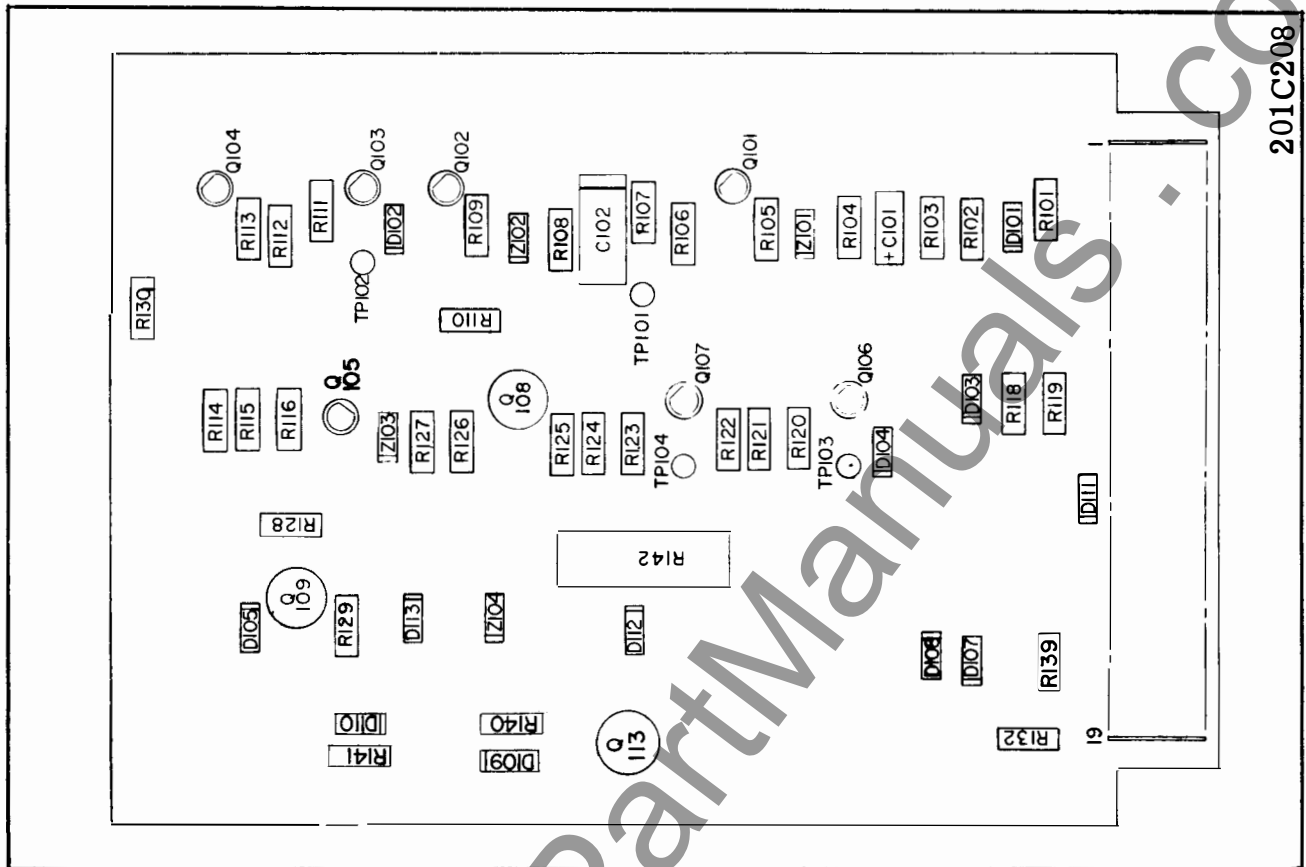 201C208
Q104
R113
R112
R111
Q103
D102
Q102
R109
Z102
R108
C102
R107
R106
Q101
R105
Z101
R104
+C101
R103
R102
D101
R101
1
R130
TP102
R110
TP101
R114
R115
R116
Q
105
Z103
R127
R126
Q
108
R125
R124
R123
TP104
Q107
R122
R121
R120
TP103
Q106
D104
D103
R118
R119
D111
R128
R142
D105
Q
109
R129
D113
Z104
D112
D108
D107
R139
D110
R141
R140
D109
Q
113
R132
19
PartManuals . co